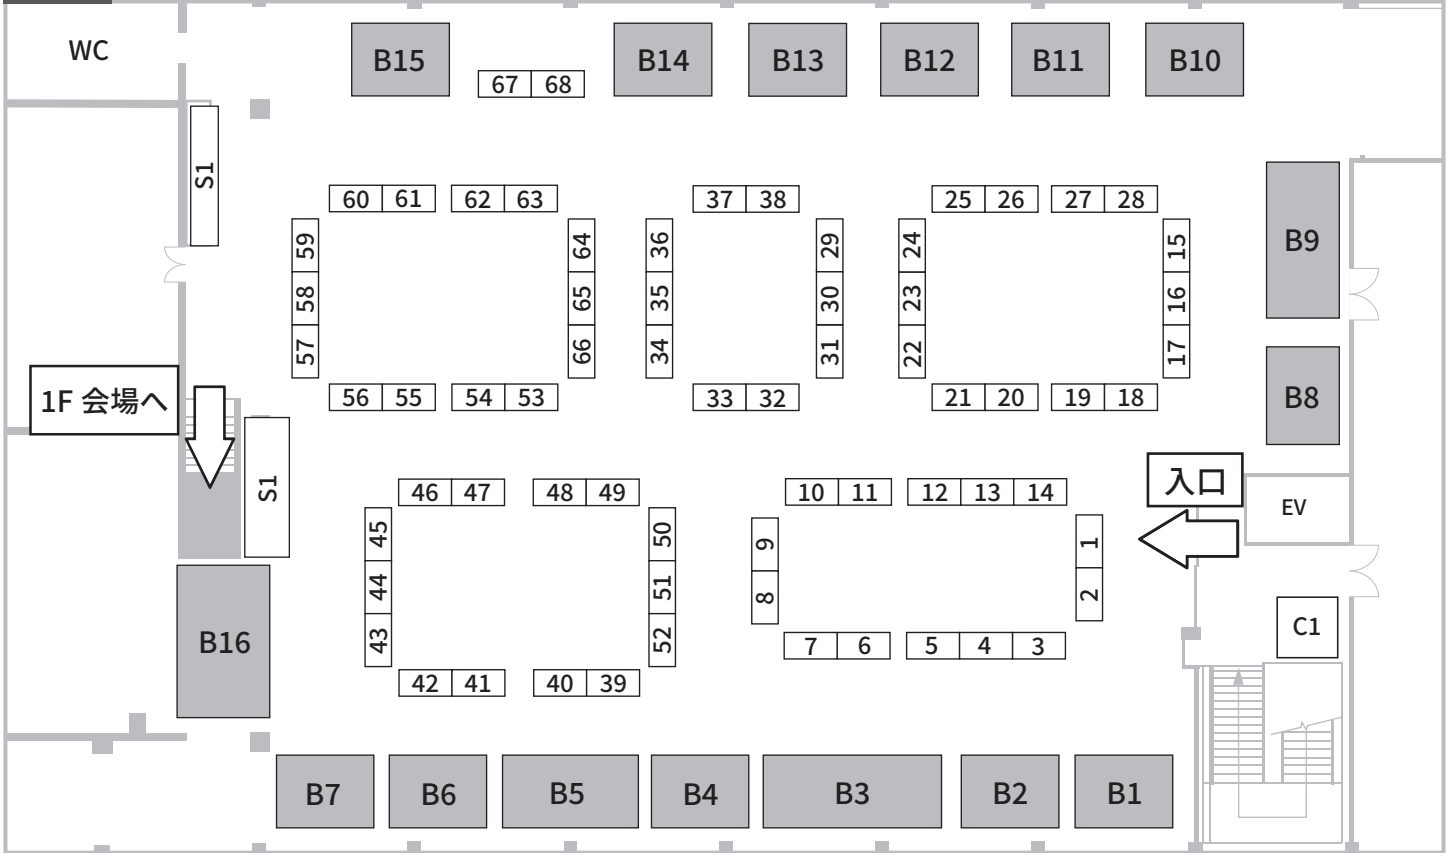 WC
B15
B14
B13
B12
B11
B10
67 68
S1
60 61 62 63
37 38
25 26 27 28
59
58
57
64
65
66
36
35
34
29
30
31
24
23
22
15
16
17
B9
B8
56 55 54 53
33 32
21 20 19 18
1F 会場へ
S1
入口
EV
46 47 48 49
10 11 12 13 14
45
44
43
50
51
52
9
8
1
2
7 6 5 4 3
C1
B16
42 41 40 39
B7
B6
B5
B4
B3
B2
B1